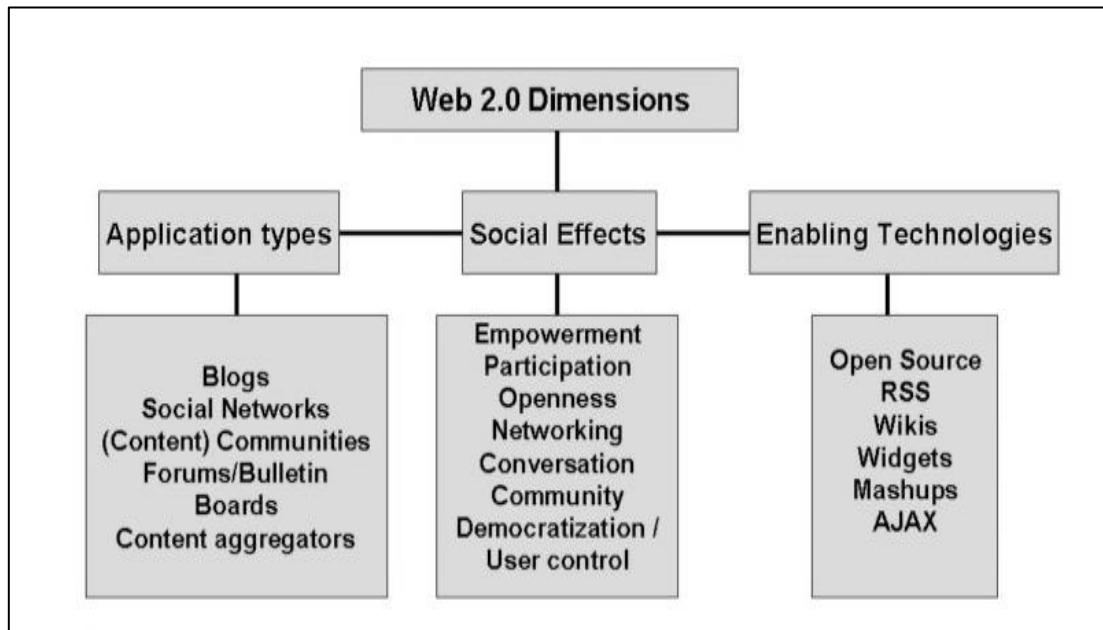 Web 2.0 Dimensions
Application types
Social Effects
Enabling Technologies
Blogs
Social Networks
(Content) Communities
Forums/Bulletin
Boards
Content aggregators
Empowerment
Participation
Openness
Networking
Conversation
Community
Democratization /
User control
Open Source
RSS
Wikis
Widgets
Mashups
AJAX